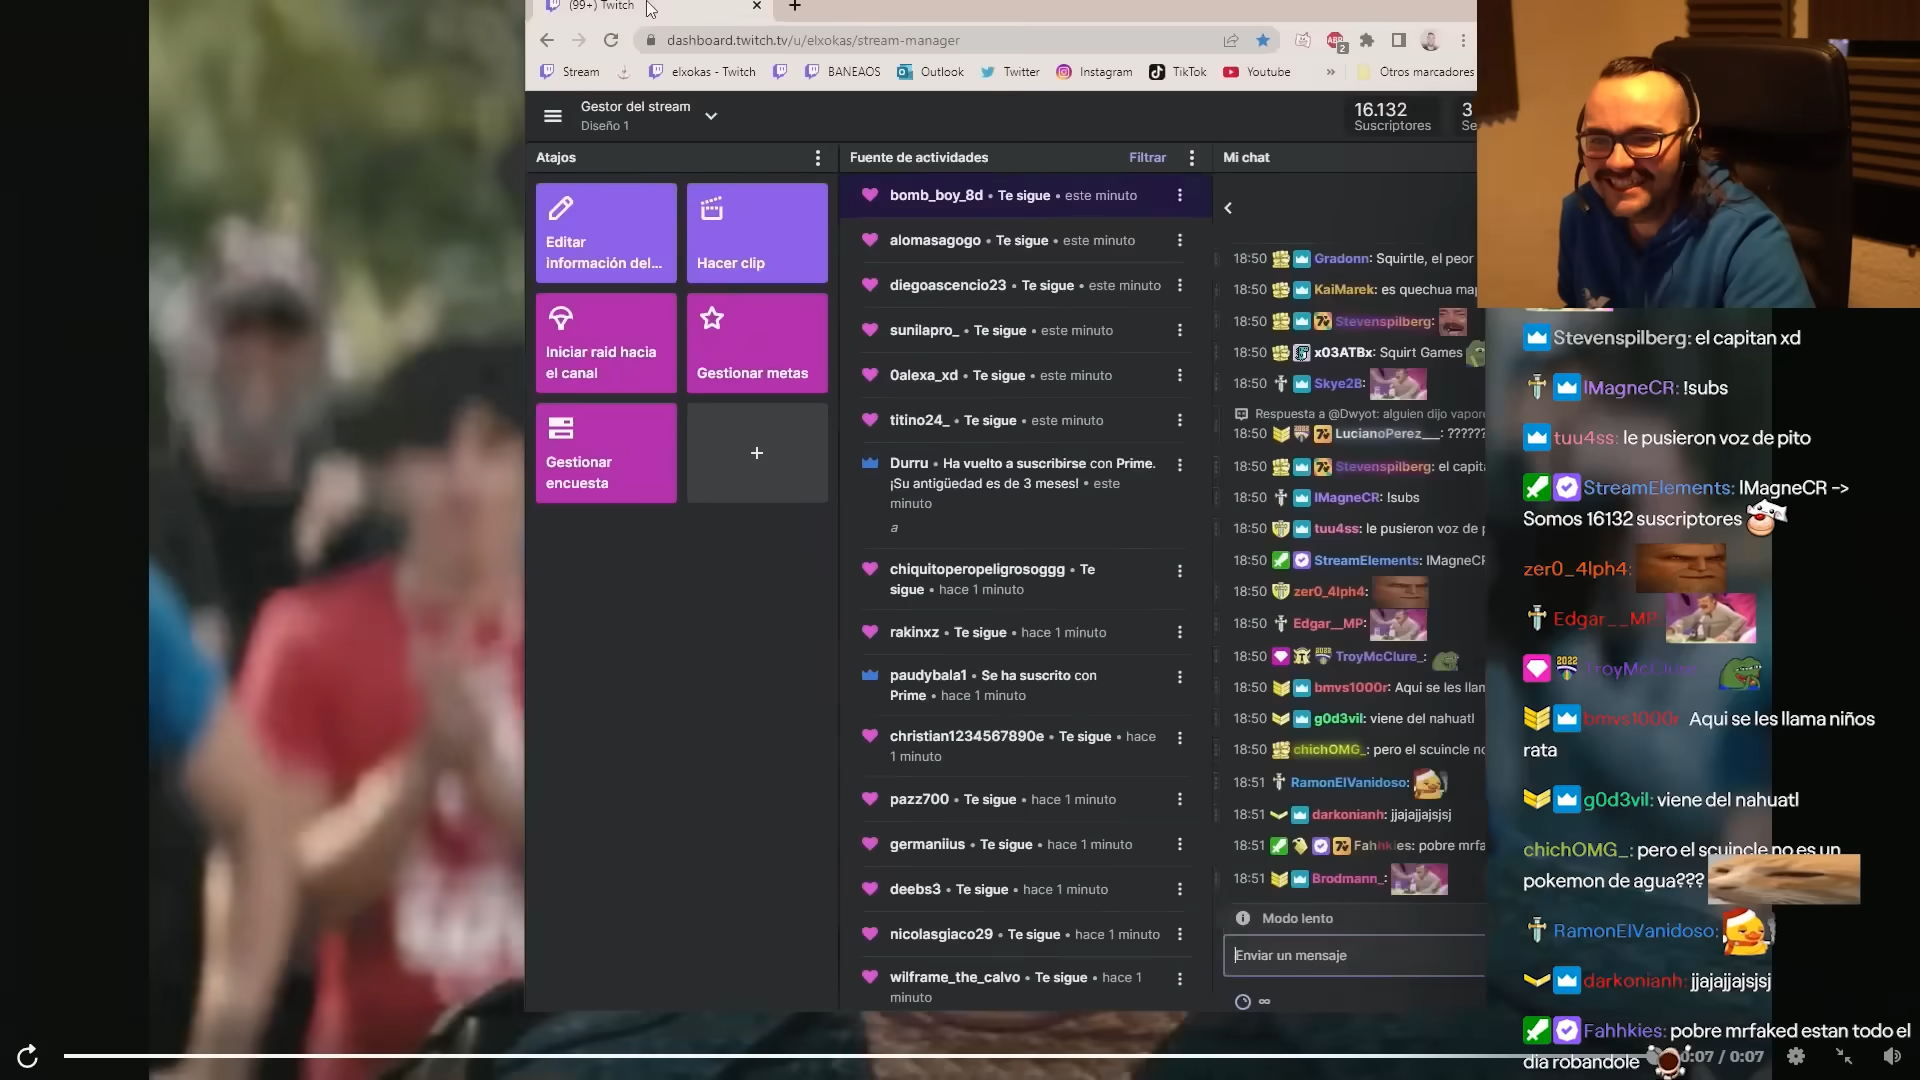 (99+) Twitch
dashboard.twitch.tv/u/elxokas/stream-manager
Stream
elxokas - Twitch
BANEAOS
Outlook
Twitter
Instagram
TikTok
Youtube
Otros marcadores
Gestor del stream
Diseño 1
16.132
Suscriptores
3
Se
Atajos
Editar
información del...
Hacer clip
Iniciar raid hacia
el canal
Gestionar metas
Gestionar
encuesta
Fuente de actividades
Filtrar
bomb_boy_8d • Te sigue • este minuto
alomasagogo • Te sigue • este minuto
diegoascencio23 • Te sigue • este minuto
sunilapro_ • Te sigue • este minuto
0alexa_xd • Te sigue • este minuto
titino24_ • Te sigue • este minuto
Durru • Ha vuelto a suscribirse con Prime.
¡Su antigüedad es de 3 meses! • este
minuto
a
chiquitoperopeligrosoggg • Te
sigue • hace 1 minuto
rakinxz • Te sigue • hace 1 minuto
paudybala1 • Se ha suscrito con
Prime • hace 1 minuto
christian1234567890e • Te sigue • hace
1 minuto
pazz700 • Te sigue • hace 1 minuto
germaniius • Te sigue • hace 1 minuto
deebs3 • Te sigue • hace 1 minuto
nicolasgiaco29 • Te sigue • hace 1 minuto
wilframe_the_calvo • Te sigue • hace 1
minuto
Mi chat
18:50 Gradonn: Squirtle, el peor
18:50 KaiMarek: es quechua map
18:50 Stevenspilberg:
18:50 x03ATBx: Squirt Games
18:50 Skye2B:
Respuesta a @Dwyot: alguien dijo vapore
18:50 LucianoPerez___: ??????
18:50 Stevenspilberg: el capit
18:50 IMagneCR: !subs
18:50 tuu4ss: le pusieron voz de p
18:50 StreamElements: IMagneCR
18:50 zer0_4lph4:
18:50 Edgar__MP:
18:50 TroyMcClure_:
18:50 bmvs1000r: Aqui se les llam
18:50 g0d3vil: viene del nahuatl
18:50 chichOMG_: pero el scuincle no
18:51 RamonElVanidoso:
18:51 darkonianh: jjajajjajsjsj
18:51 Fahhkies: pobre mrfa
18:51 Brodmann_:
Modo lento
Enviar un mensaje
∞
Stevenspilberg: el capitan xd
IMagneCR: !subs
tuu4ss: le pusieron voz de pito
StreamElements: IMagneCR ->
Somos 16132 suscriptores
zer0_4lph4:
Edgar__MP:
2022 TroyMcClure
bmvs1000r Aqui se les llama niños
rata
g0d3vil: viene del nahuatl
chichOMG_: pero el scuincle no es un
pokemon de agua???
RamonElVanidoso:
darkonianh: jjajajjajsjsj
Fahhkies: pobre mrfaked estan todo el
dia robandole
0:07 / 0:07